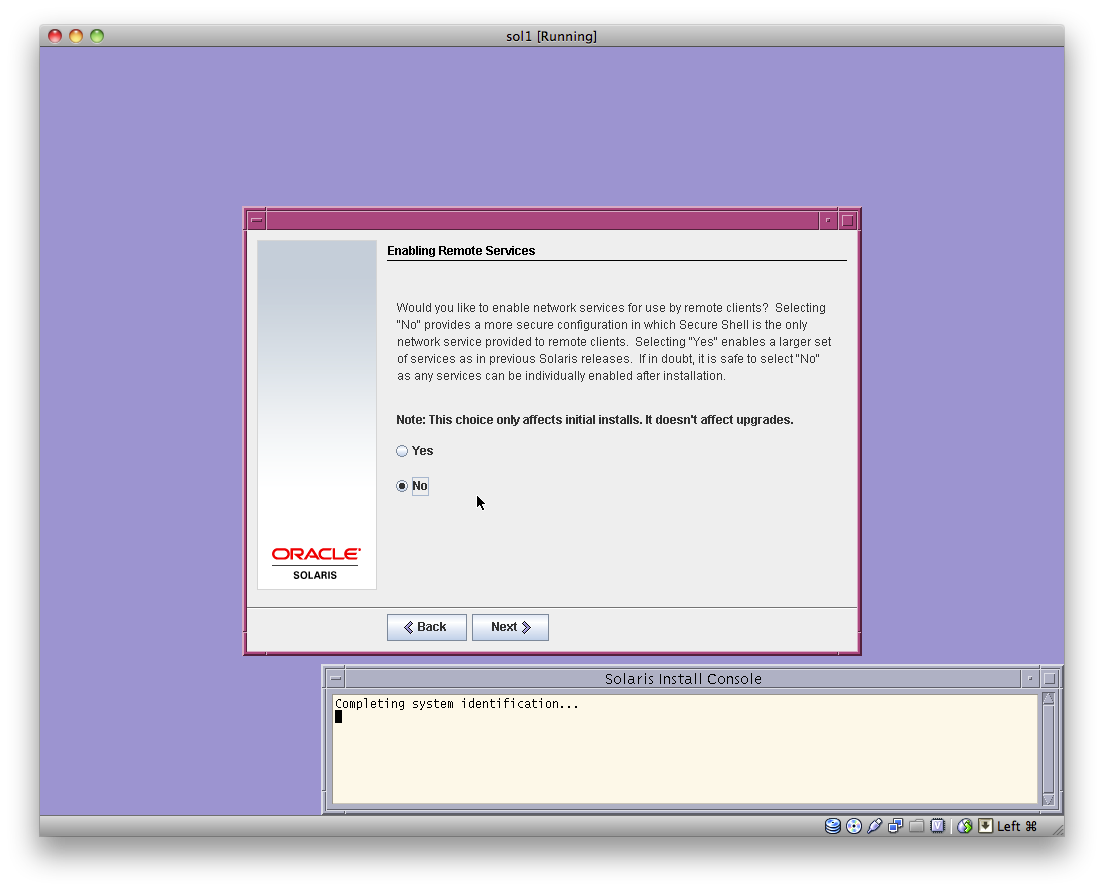 sol1 [Running]
Enabling Remote Services
Would you like to enable network services for use by remote clients?  Selecting
"No" provides a more secure configuration in which Secure Shell is the only
network service provided to remote clients.  Selecting "Yes" enables a larger set
of services as in previous Solaris releases.  If in doubt, it is safe to select "No"
as any services can be individually enabled after installation.
Note: This choice only affects initial installs. It doesn't affect upgrades.
Yes
No
ORACLE
SOLARIS
Back
Next
Solaris Install Console
Completing system identification...
Left ⌘